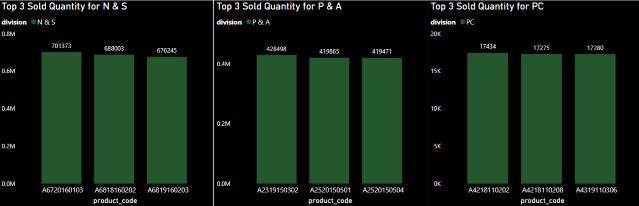 Top 3 Sold Quantity for N & S
division N & S
0.8M
0.6M
0.4M
0.2M
0.0M
701373 688003 676245
A6720160103 A6818160202 A6819160203
product_code
Top 3 Sold Quantity for P & A
division P & A
0.4M
0.2M
0.0M
428498 419865 419471
A2319150302 A2520150501 A2520150504
product_code
Top 3 Sold Quantity for PC
division PC
20K
15K
10K
5K
0K
17434 17275 17280
A4218110202 A4218110208 A4319110306
product_code